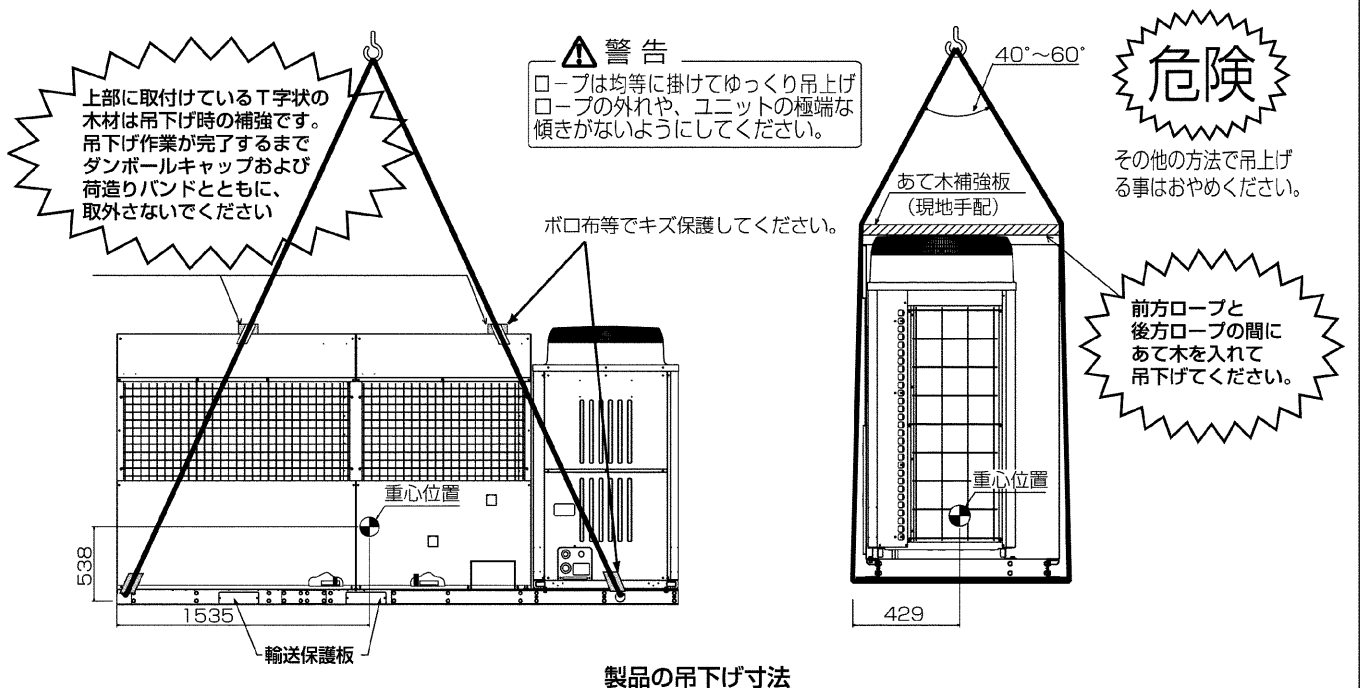 上部に取付けているT字状の
木材は吊下げ時の補強です。
吊下げ作業が完了するまで
ダンボールキャップおよび
荷造りバンドとともに、
取外さないでください
警告
ロープは均等に掛けてゆっくり吊上げ
ロープの外れや、ユニットの極端な
傾きがないようにしてください。
ボロ布等でキズ保護してください。
40°～60°
危険
その他の方法で吊上げ
る事はおやめください。
あて木補強板
(現地手配)
前方ロープと
後方ロープの間に
あて木を入れて
吊下げてください。
重心位置
538
1535
輸送保護板
重心位置
429
製品の吊下げ寸法